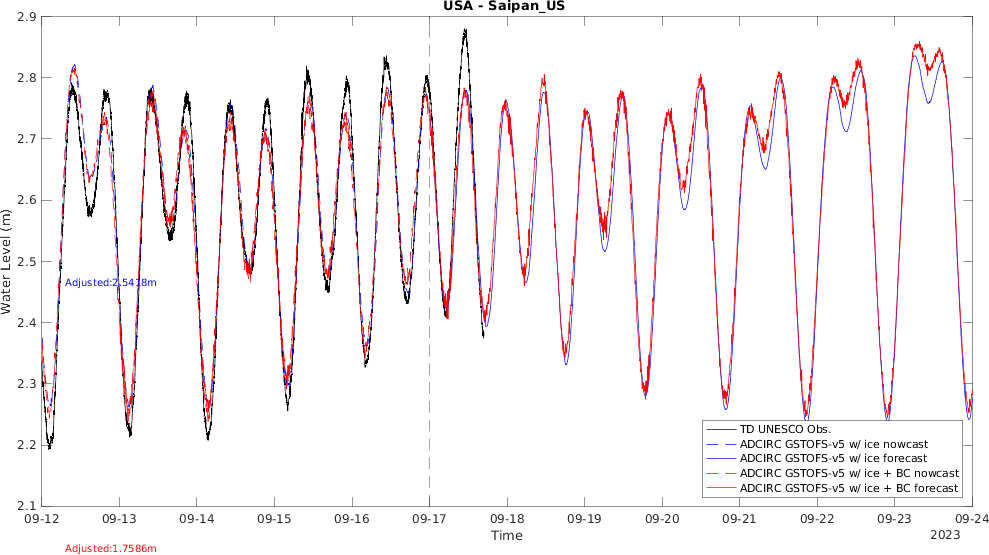 USA - Saipan_US
2.9
2.8
2.7
2.6
2.5
2.4
2.3
2.2
2.1
Water Level (m)
Adjusted:2.5418m
TD UNESCO Obs.
ADCIRC GSTOFS-v5 w/ ice nowcast
ADCIRC GSTOFS-v5 w/ ice forecast
ADCIRC GSTOFS-v5 w/ ice + BC nowcast
ADCIRC GSTOFS-v5 w/ ice + BC forecast
09-12 09-13 09-14 09-15 09-16 09-17 09-18 09-19 09-20 09-21 09-22 09-23 09-24
Time
2023
Adjusted:1.7586m